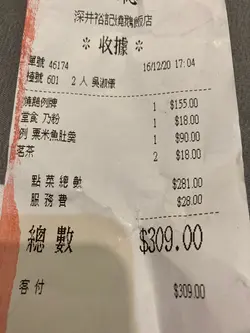 深井裕記燒鵝飯店
* 收據 *
單號 46174 16/12/20 17:04
檯號 601 2 人 吳淑
燒鵝例牌 1 $155.00
堂食 乃粉 1 $18.00
例 粟米魚肚羹 1 $90.00
茗茶 2 $18.00
點菜總數 $281.00
服務費 $28.00
總數 $309.00
客付 $309.00